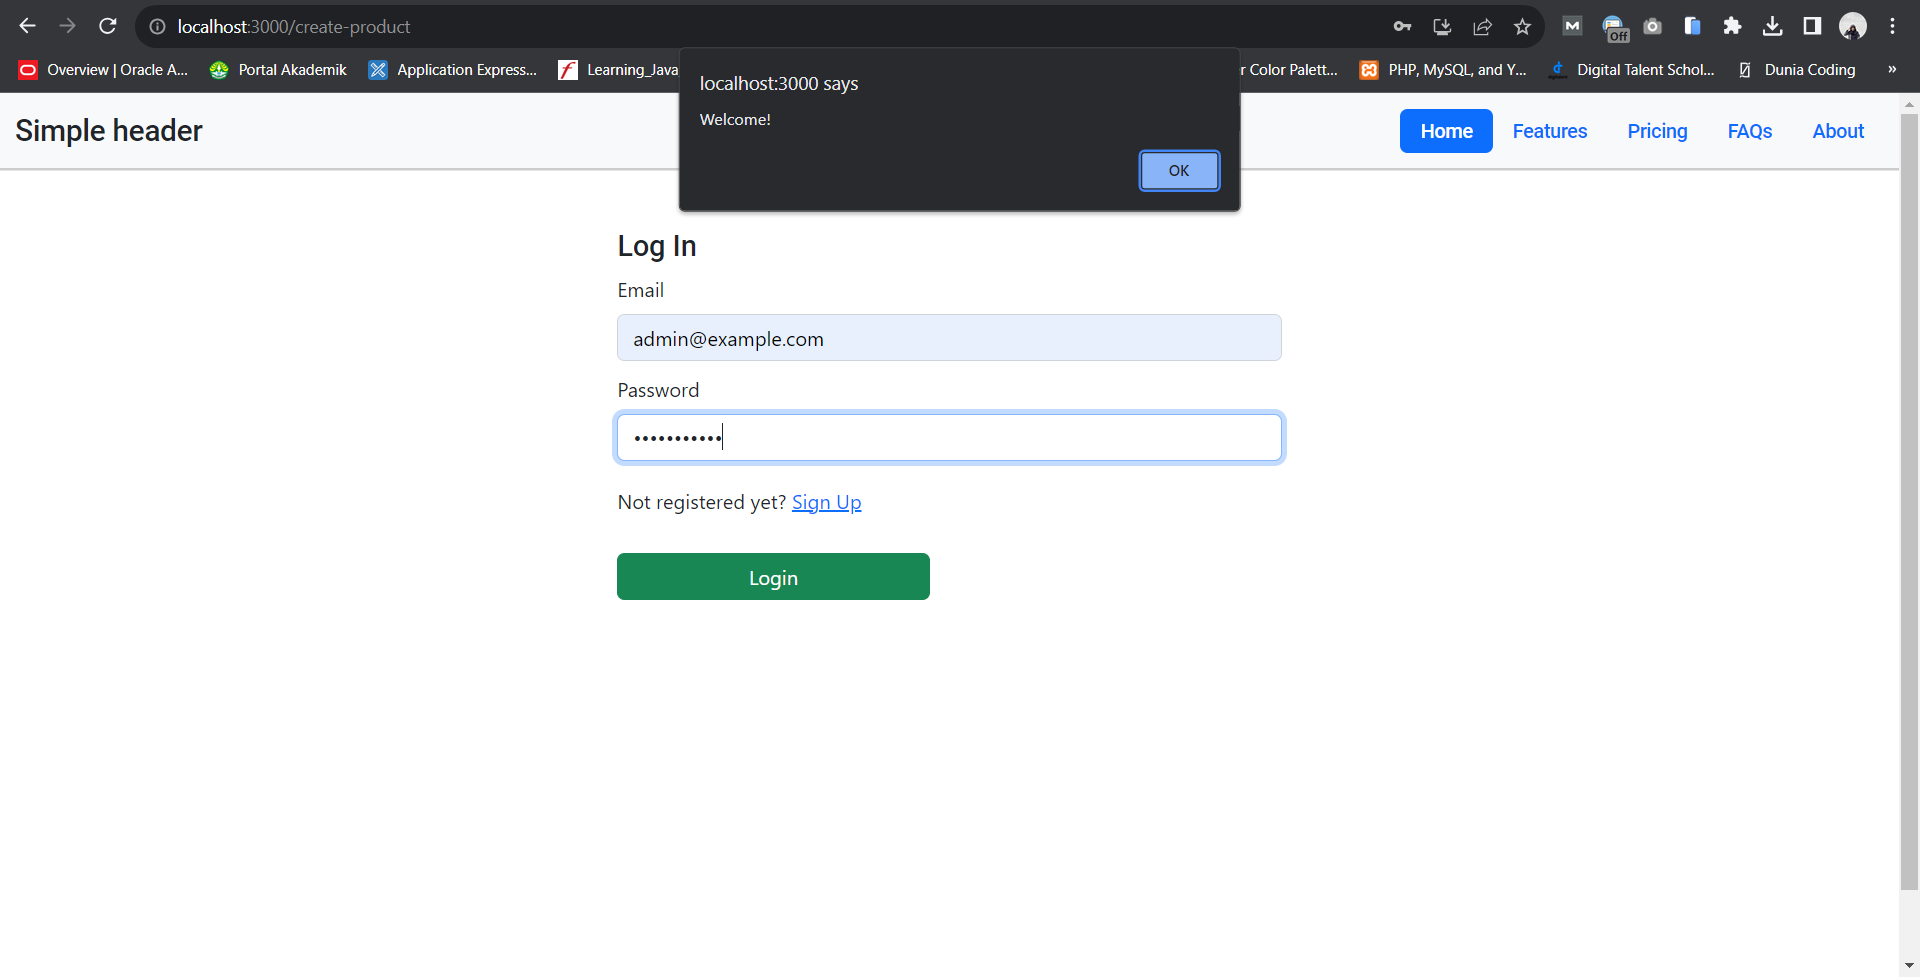 localhost:3000/create-product
Off
Overview | Oracle A...
Portal Akademik
Application Express...
Learning_Java
r Color Palett...
PHP, MySQL, and Y...
Digital Talent Schol...
Dunia Coding
»
localhost:3000 says
Welcome!
OK
Simple header
Home
Features
Pricing
FAQs
About
Log In
Email
admin@example.com
Password
•••••••••••
Not registered yet? Sign Up
Login